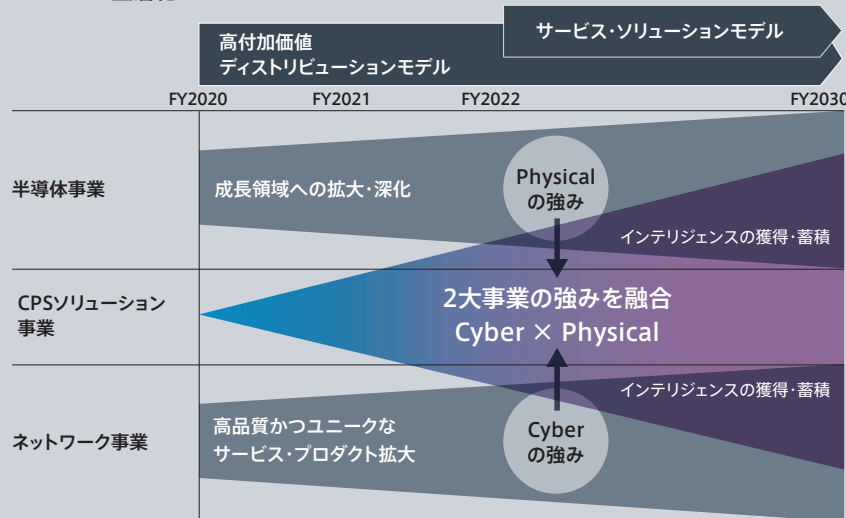 サービス・ソリューションモデル
高付加価値
ディストリビューションモデル
FY2020
FY2021
FY2022
FY2030
半導体事業
成長領域への拡大・深化
Physical
の強み
インテリジェンスの獲得・蓄積
CPSソリューション
事業
2大事業の強みを融合
Cyber × Physical
インテリジェンスの獲得・蓄積
ネットワーク事業
高品質かつユニークな
サービス・プロダクト拡大
Cyber
の強み